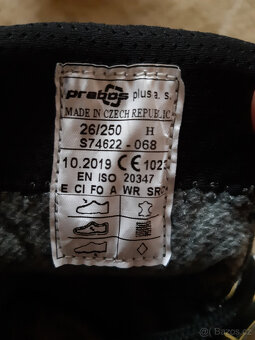 prabos plus a. s.
MADE IN CZECH REPUBLIC
26/250 H
S74622 - 068
10.2019 CE 1023
EN ISO 20347
E CI FO A WR SRC